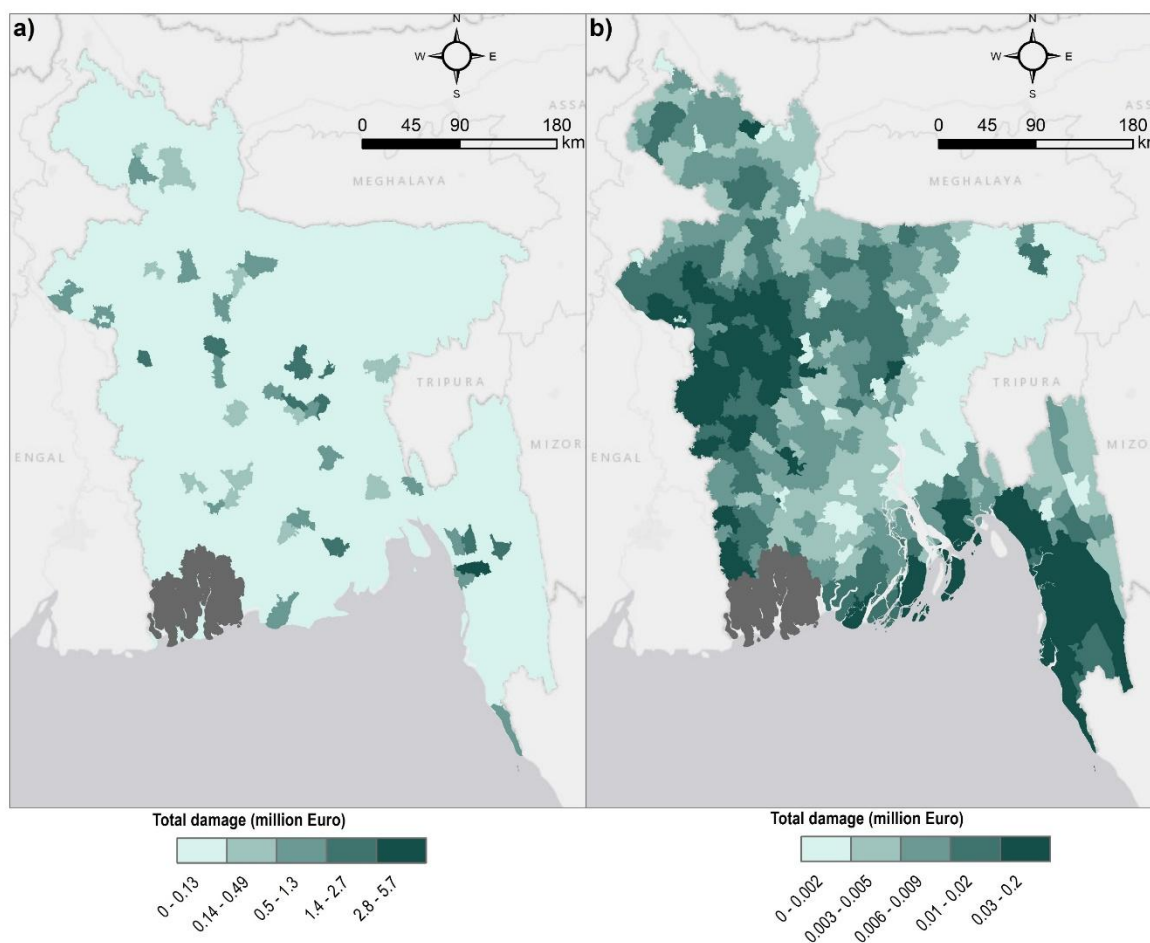 a)
N
W E
S
0 45 90 180
km
ASSA
MEGHALAYA
TRIPURA
MIZOR
ENGAL
Total damage (million Euro)
0 - 0.13
0.14 - 0.49
0.5 - 1.3
1.4 - 2.7
2.8 - 5.7
b)
N
W E
S
0 45 90 180
km
ASS
MEGHALAYA
TRIPURA
MIZO
ENGAL
Total damage (million Euro)
0 - 0.002
0.003 - 0.005
0.006 - 0.009
0.01 - 0.02
0.03 - 0.2